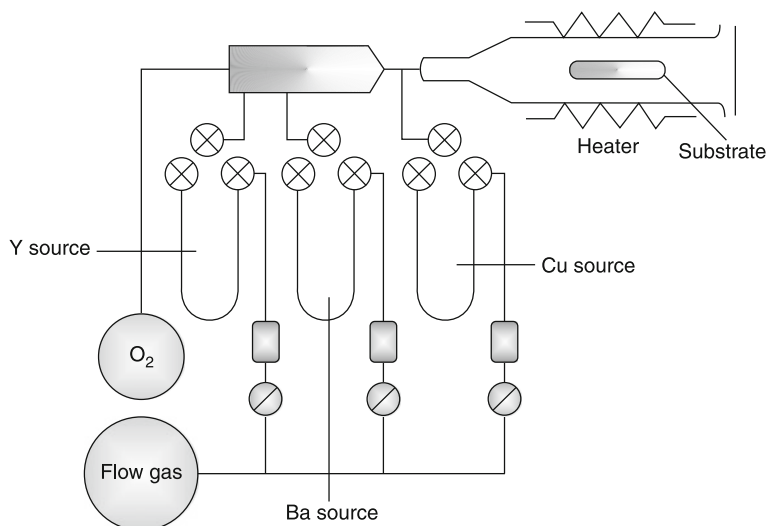 Heater
Substrate
Y source
Cu source
O2
Flow gas
Ba source